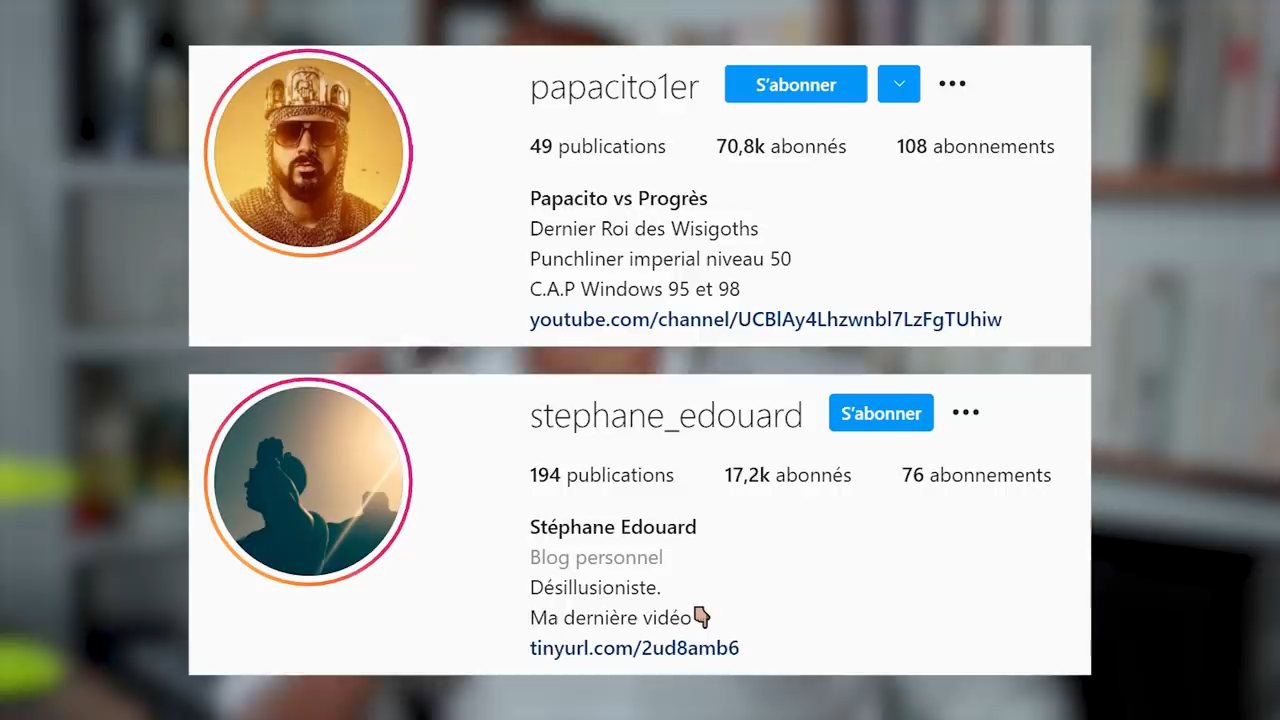 papacito1er S’abonner
49 publications 70,8k abonnés 108 abonnements
Papacito vs Progrès
Dernier Roi des Wisigoths
Punchliner imperial niveau 50
C.A.P Windows 95 et 98
youtube.com/channel/UCBlAy4Lhzwnbl7LzFgTUhiw
stephane_edouard S’abonner
194 publications 17,2k abonnés 76 abonnements
Stéphane Edouard
Blog personnel
Désillusioniste.
Ma dernière vidéo👇🏽
tinyurl.com/2ud8amb6